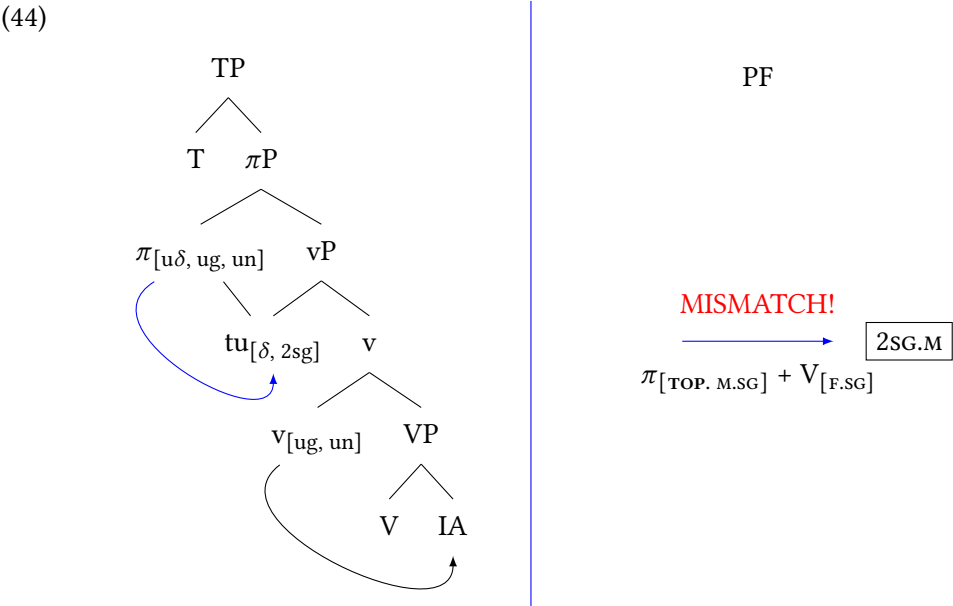 (44)
TP
PF
T πP
π[uδ, ug, un] vP
MISMATCH!
tu[δ, 2sg] v
2SG.M
π[TOP. M.SG] + V[F.SG]
v[ug, un] VP
V IA